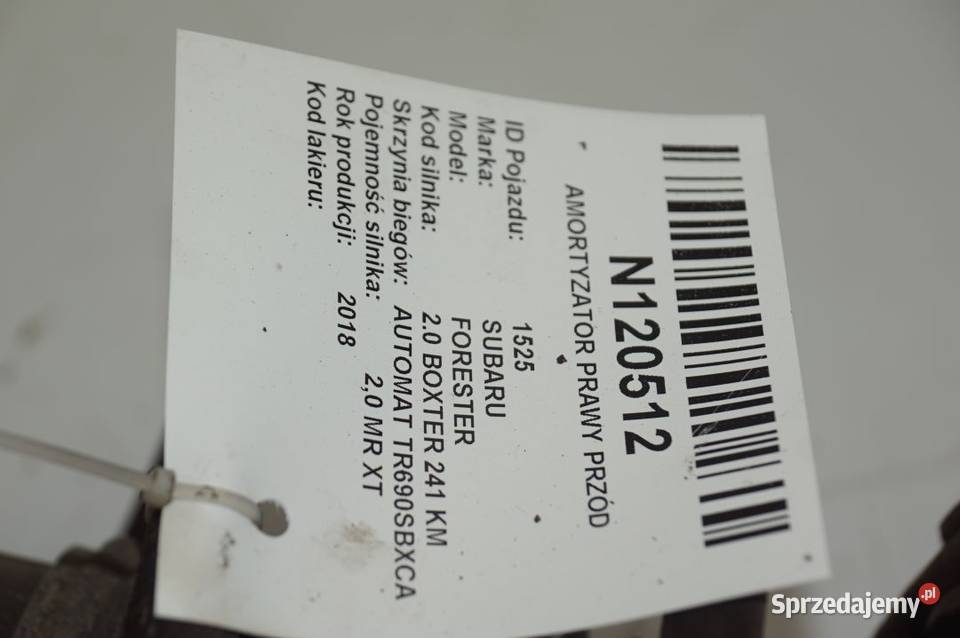 N120512
AMORTYZATOR PRAWY PRZÓD
ID Pojazdu: 1525
Marka: SUBARU
Model: FORESTER
Kod silnika: 2.0 BOXTER 241 KM
Skrzynia biegów: AUTOMAT TR690SBXCA
Pojemność silnika: 2,0 MR XT
Rok produkcji: 2018
Kod lakieru:
Sprzedajemy.pl